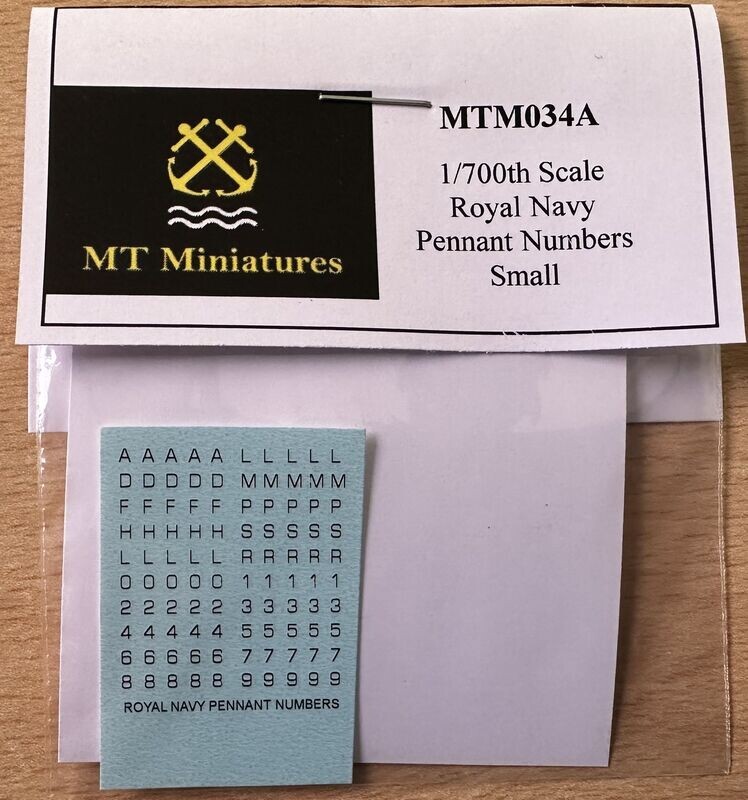 MT Miniatures
MTM034A
1/700th Scale
Royal Navy
Pennant Numbers
Small
A A A A A L L L L L
D D D D D M M M M M
F F F F F P P P P P
H H H H H S S S S S
L L L L L R R R R R
0 0 0 0 0 1 1 1 1 1
2 2 2 2 2 3 3 3 3 3
4 4 4 4 4 5 5 5 5 5
6 6 6 6 6 7 7 7 7 7
8 8 8 8 8 9 9 9 9 9
ROYAL NAVY PENNANT NUMBERS